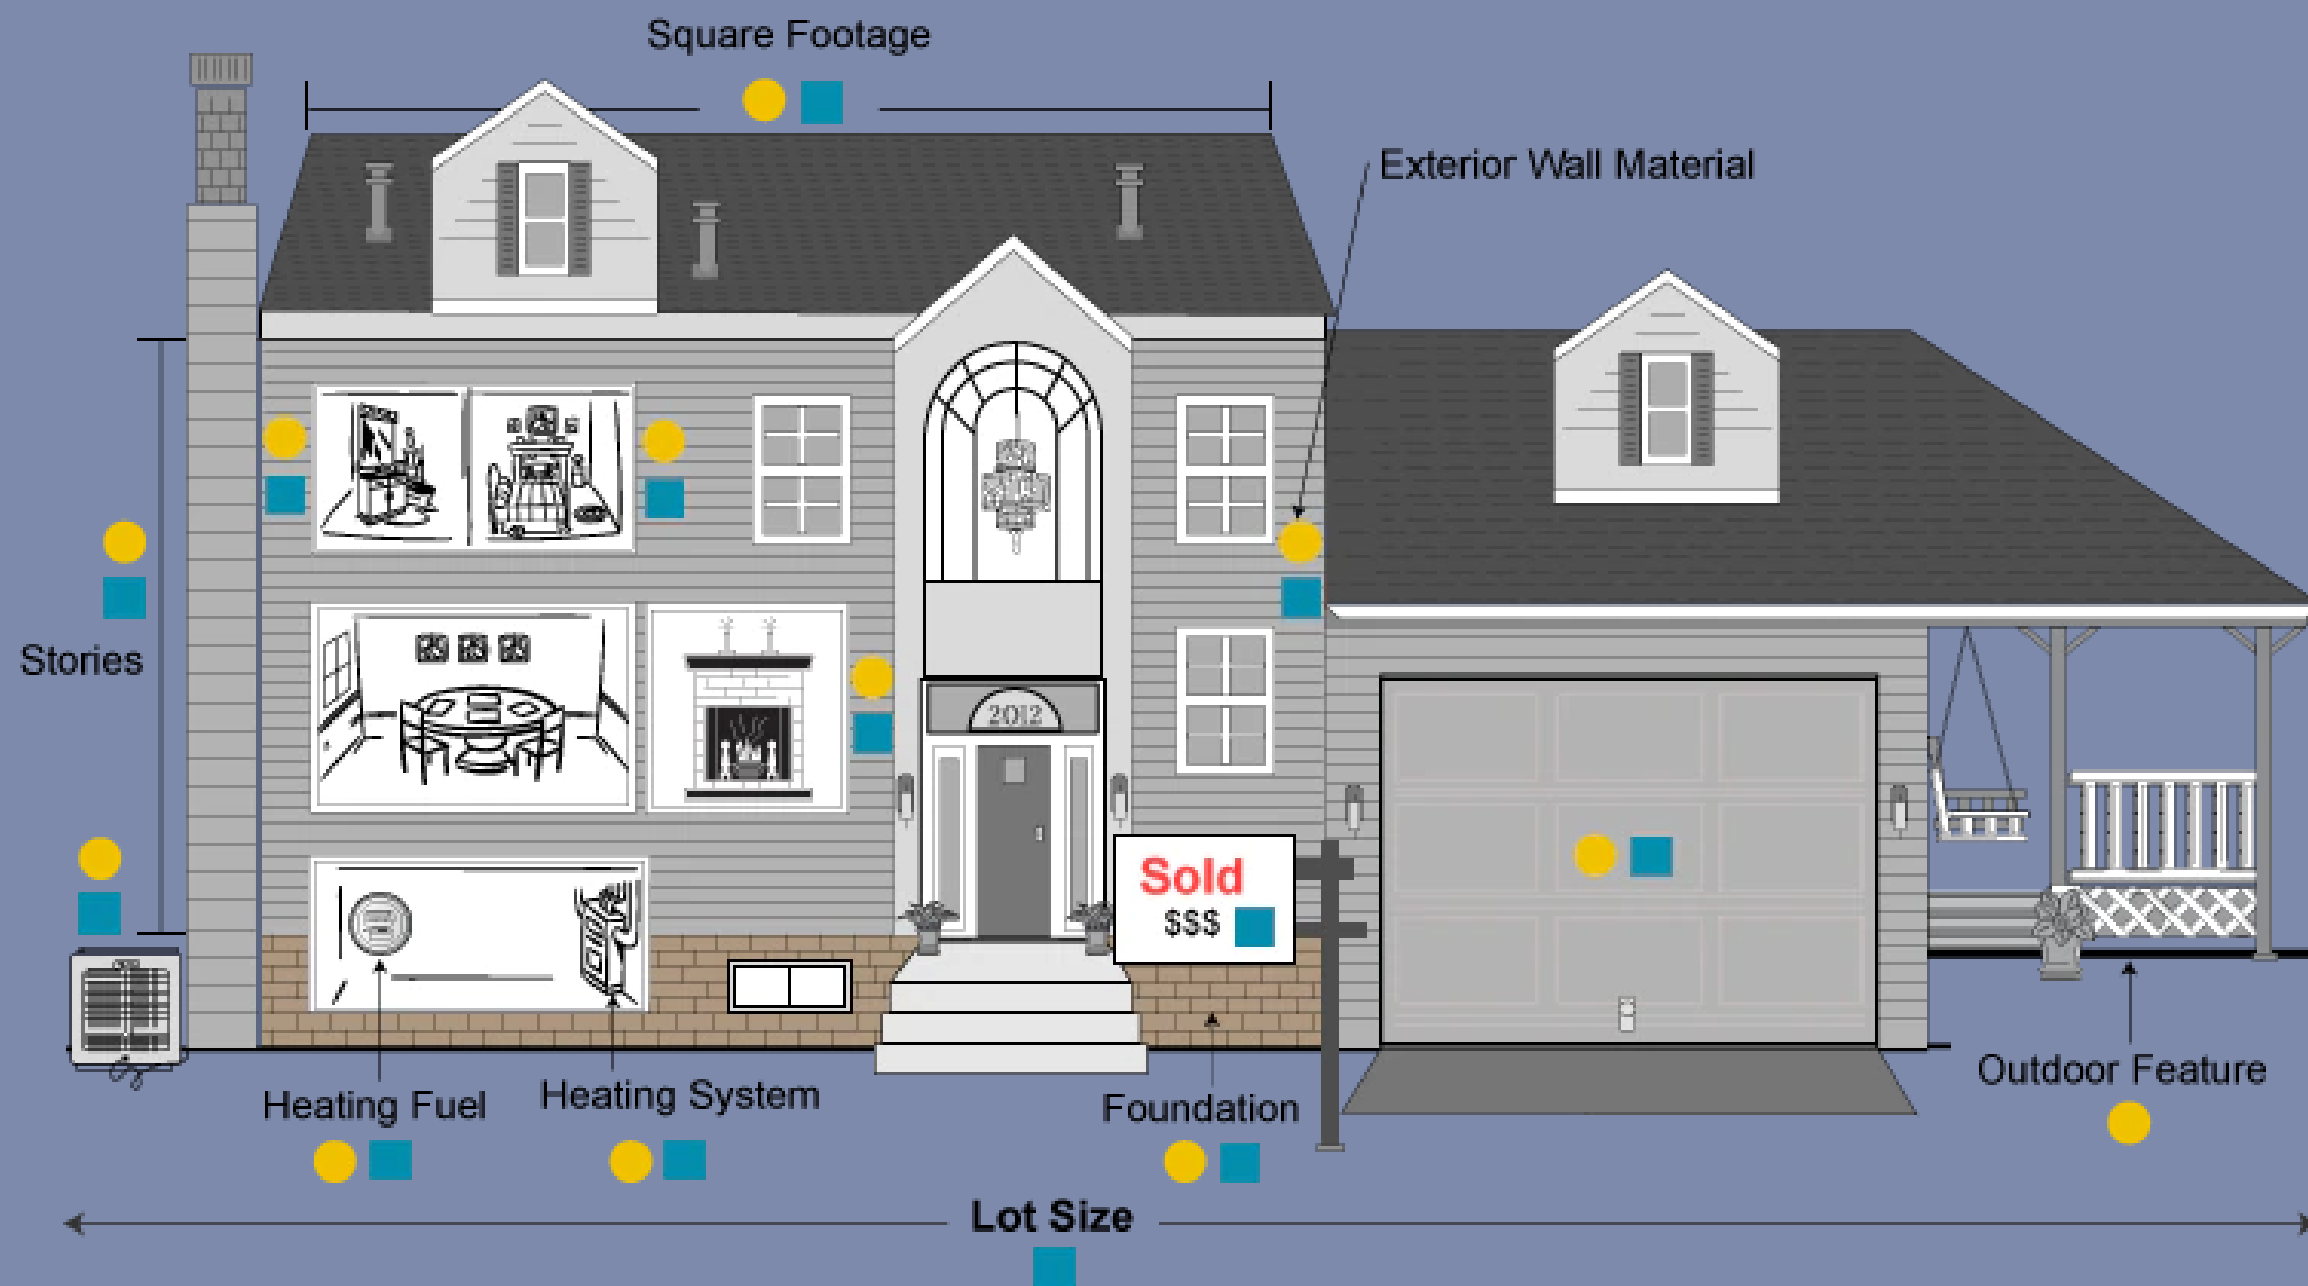 Square Footage
Exterior Wall Material
Stories
2012
Sold
$$$
Heating Fuel
Heating System
Foundation
Outdoor Feature
Lot Size